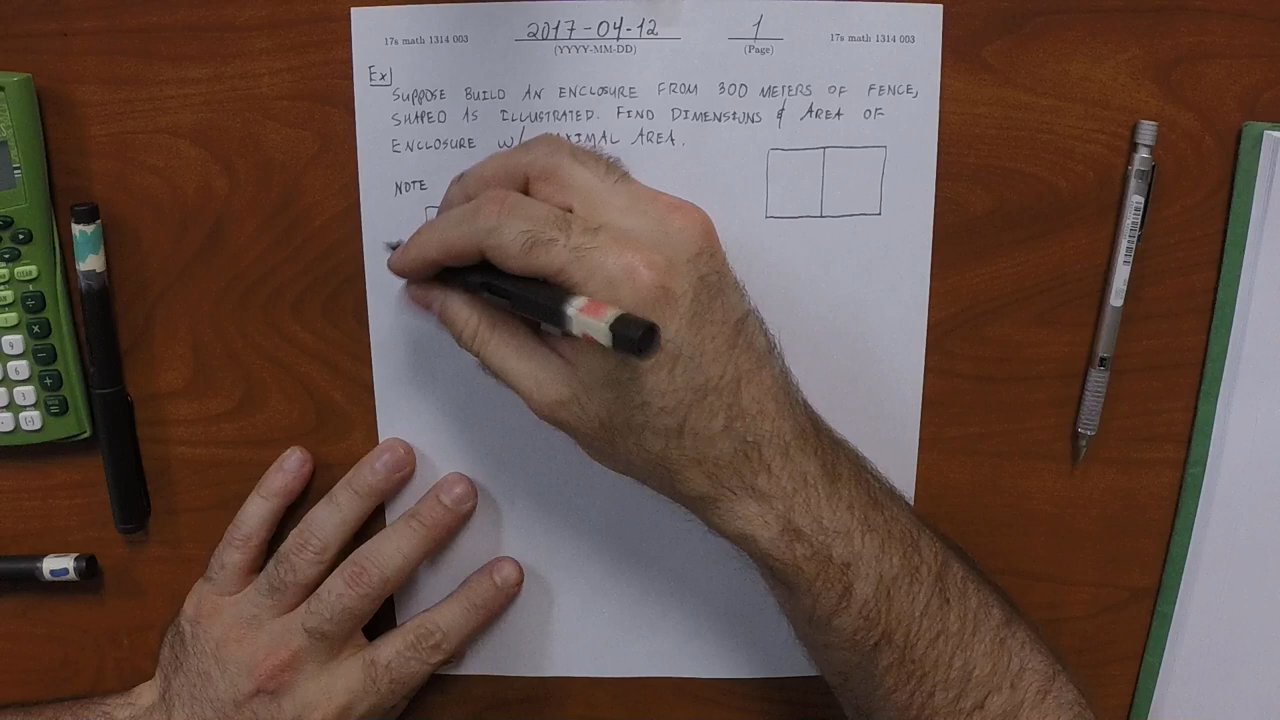 17s math 1314 003 2017-04-12 1 17s math 1314 003
(YYYY-MM-DD) (Page)
Ex
SUPPOSE BUILD AN ENCLOSURE FROM 300 METERS OF FENCE,
SHAPED AS ILLUSTRATED. FIND DIMENSIONS & AREA OF
ENCLOSURE W/ AREA.
NOTE
CLEAR